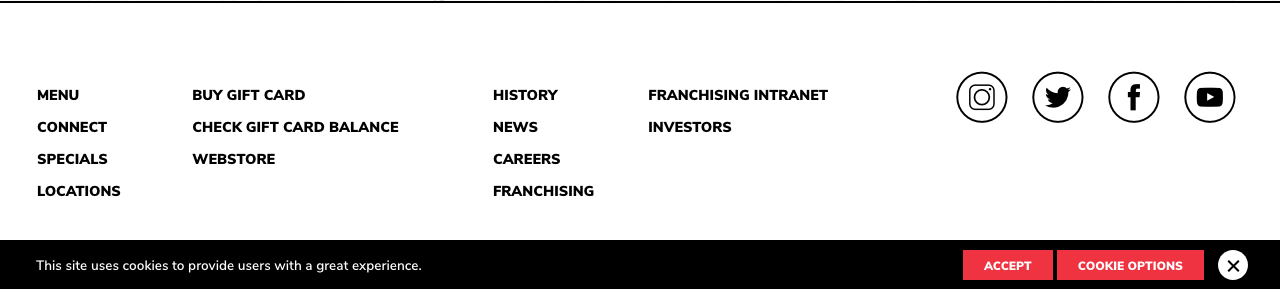 MENU
CONNECT
SPECIALS
LOCATIONS
BUY GIFT CARD
CHECK GIFT CARD BALANCE
WEBSTORE
HISTORY
NEWS
CAREERS
FRANCHISING
FRANCHISING INTRANET
INVESTORS
This site uses cookies to provide users with a great experience.
ACCEPT
COOKIE OPTIONS